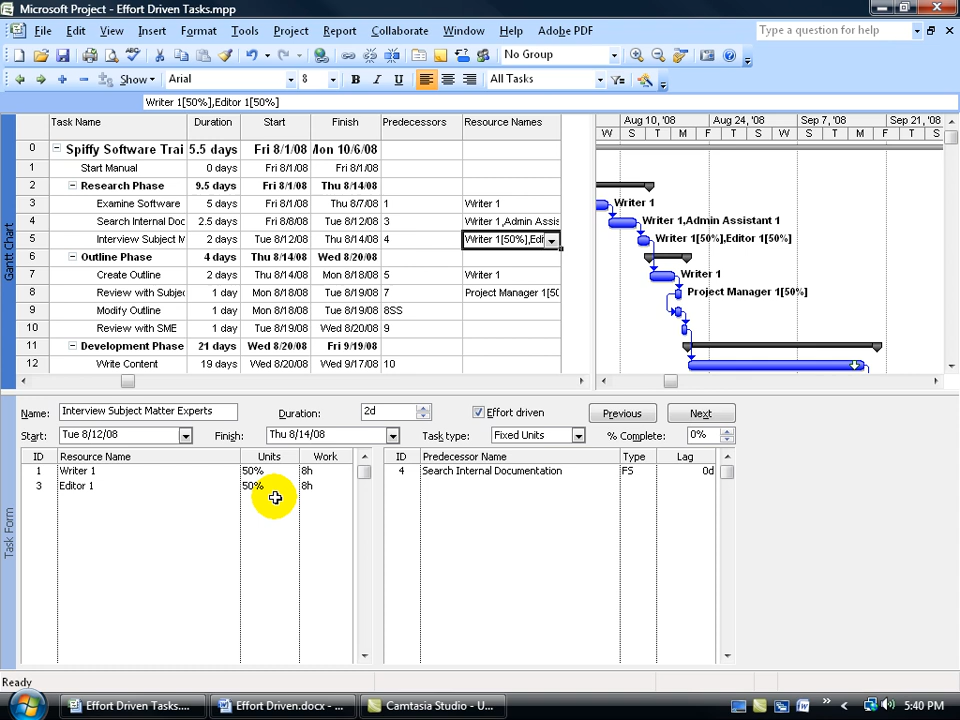 Microsoft Project - Effort Driven Tasks.mpp
File Edit View Insert Format Tools Project Report Collaborate Window Help Adobe PDF Type a question for help
No Group
Show Arial 8 B I U All Tasks
Writer 1[50%],Editor 1[50%]
Task Name Duration Start Finish Predecessors Resource Names
Aug 10, '08 Aug 24, '08 Sep 7, '08 Sep 21, '08
W S T M F T S W S T M F S
0 Spiffy Software Trai 5.5 days Fri 8/1/08 Mon 10/6/08
1 Start Manual 0 days Fri 8/1/08 Fri 8/1/08
2 Research Phase 9.5 days Fri 8/1/08 Thu 8/14/08
3 Examine Software 5 days Fri 8/1/08 Thu 8/7/08 1 Writer 1 Writer 1
4 Search Internal Doc 2.5 days Fri 8/8/08 Tue 8/12/08 3 Writer 1,Admin Assis Writer 1,Admin Assistant 1
5 Interview Subject M 2 days Tue 8/12/08 Thu 8/14/08 4 Writer 1[50%],Edi Writer 1[50%],Editor 1[50%]
6 Outline Phase 4 days Thu 8/14/08 Wed 8/20/08
7 Create Outline 2 days Thu 8/14/08 Mon 8/18/08 5 Writer 1 Writer 1
8 Review with Subjec 1 day Mon 8/18/08 Tue 8/19/08 7 Project Manager 1[50 Project Manager 1[50%]
9 Modify Outline 1 day Mon 8/18/08 Tue 8/19/08 8SS
10 Review with SME 1 day Tue 8/19/08 Wed 8/20/08 9
11 Development Phase 21 days Wed 8/20/08 Fri 9/19/08
12 Write Content 19 days Wed 8/20/08 Wed 9/17/08 10
Gantt Chart
Name: Interview Subject Matter Experts Duration: 2d Effort driven Previous Next
Start: Tue 8/12/08 Finish: Thu 8/14/08 Task type: Fixed Units % Complete: 0%
ID Resource Name Units Work ID Predecessor Name Type Lag
1 Writer 1 50% 8h 4 Search Internal Documentation FS 0d
3 Editor 1 50% 8h
Task Form
Ready
Effort Driven Tasks.... Effort Driven.docx - ... Camtasia Studio - U... 5:40 PM